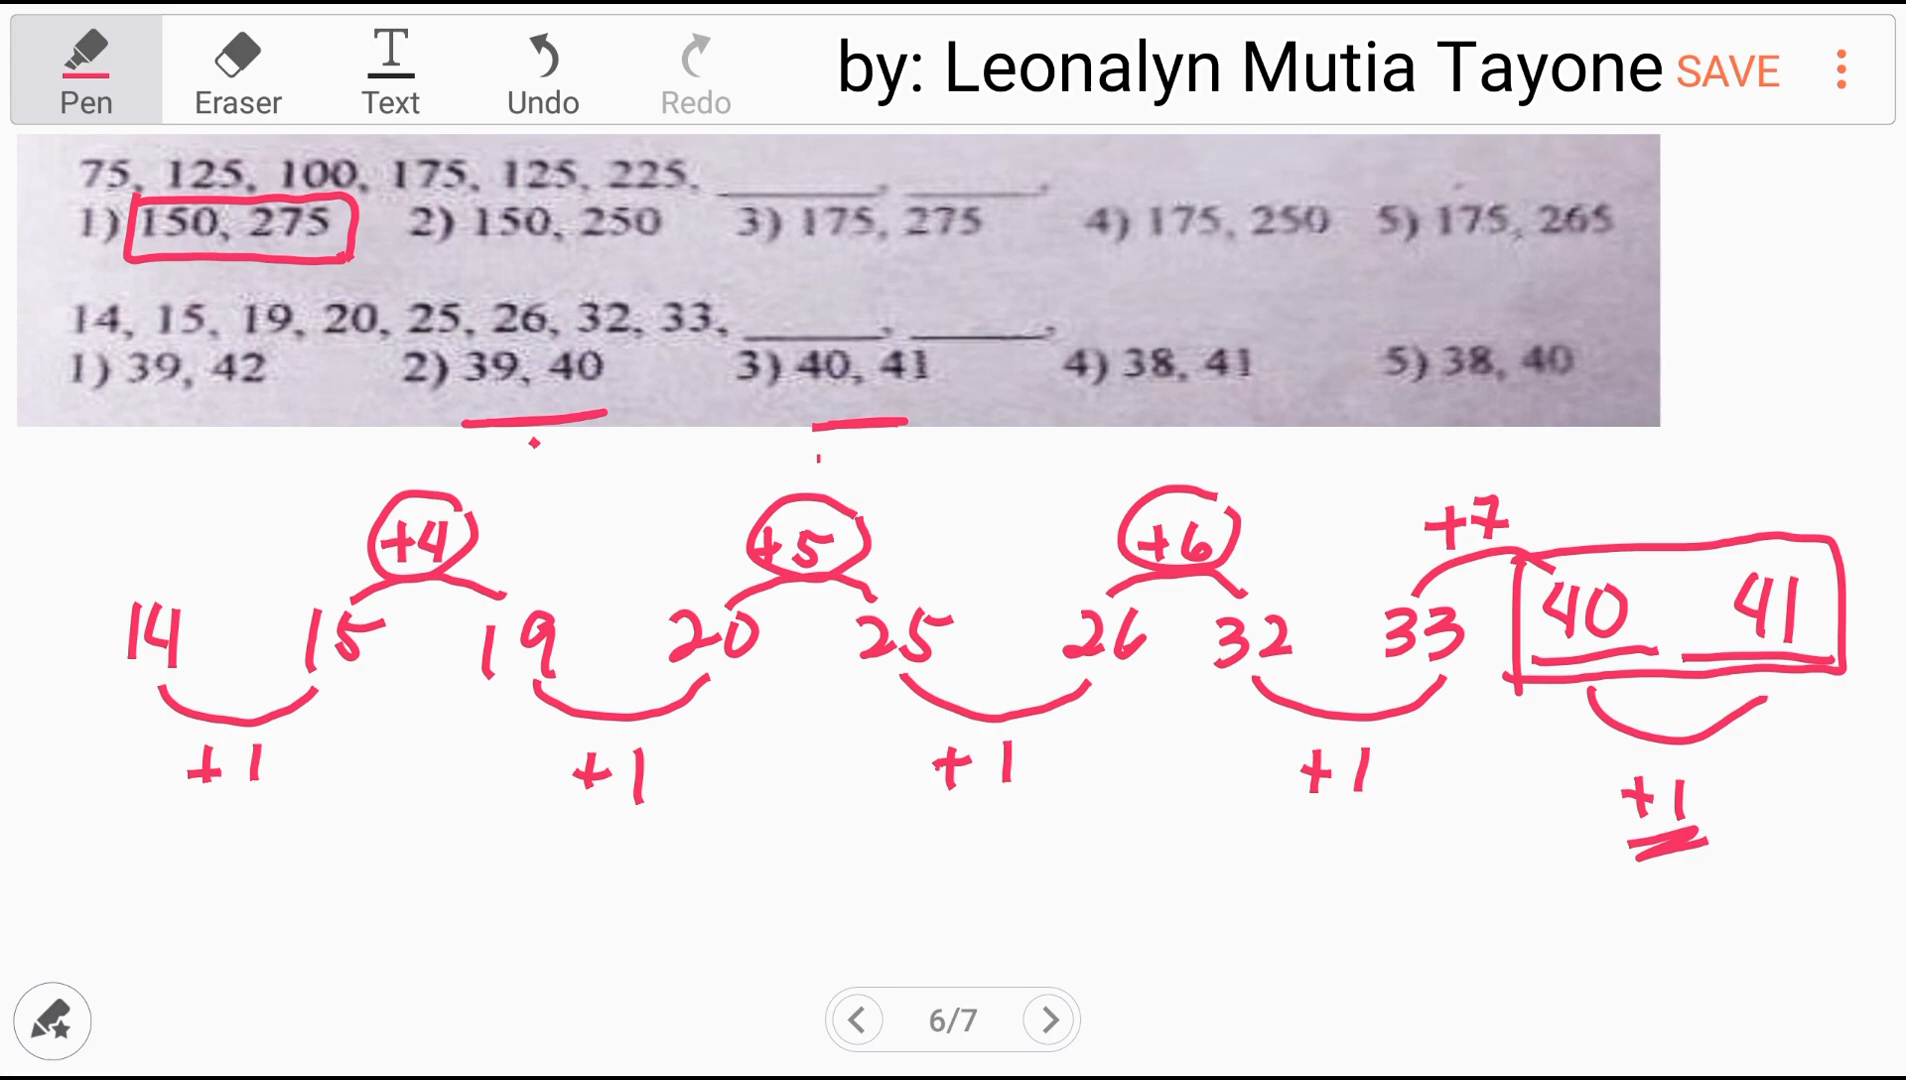 Pen Eraser Text Undo Redo by: Leonalyn Mutia Tayone SAVE
75, 125, 100, 175, 125, 225, ______, ______,
1) 150, 275 2) 150, 250 3) 175, 275 4) 175, 250 5) 175, 265
14, 15, 19, 20, 25, 26, 32, 33, ______, ______,
1) 39, 42 2) 39, 40 3) 40, 41 4) 38, 41 5) 38, 40
+4 +5 +6 +7
14 15 19 20 25 26 32 33 40 41
+1 +1 +1 +1 +1
6/7